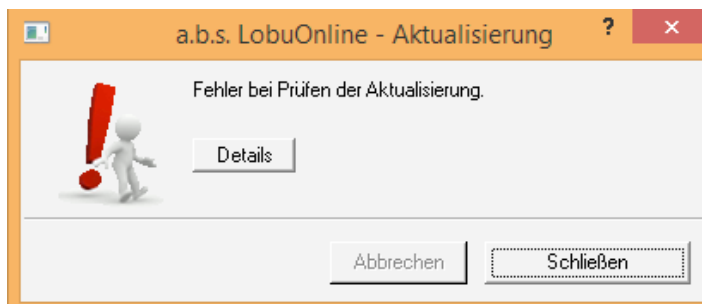 a.b.s. LobuOnline - Aktualisierung ? ×
Fehler bei Prüfen der Aktualisierung.
Details
Abbrechen Schließen